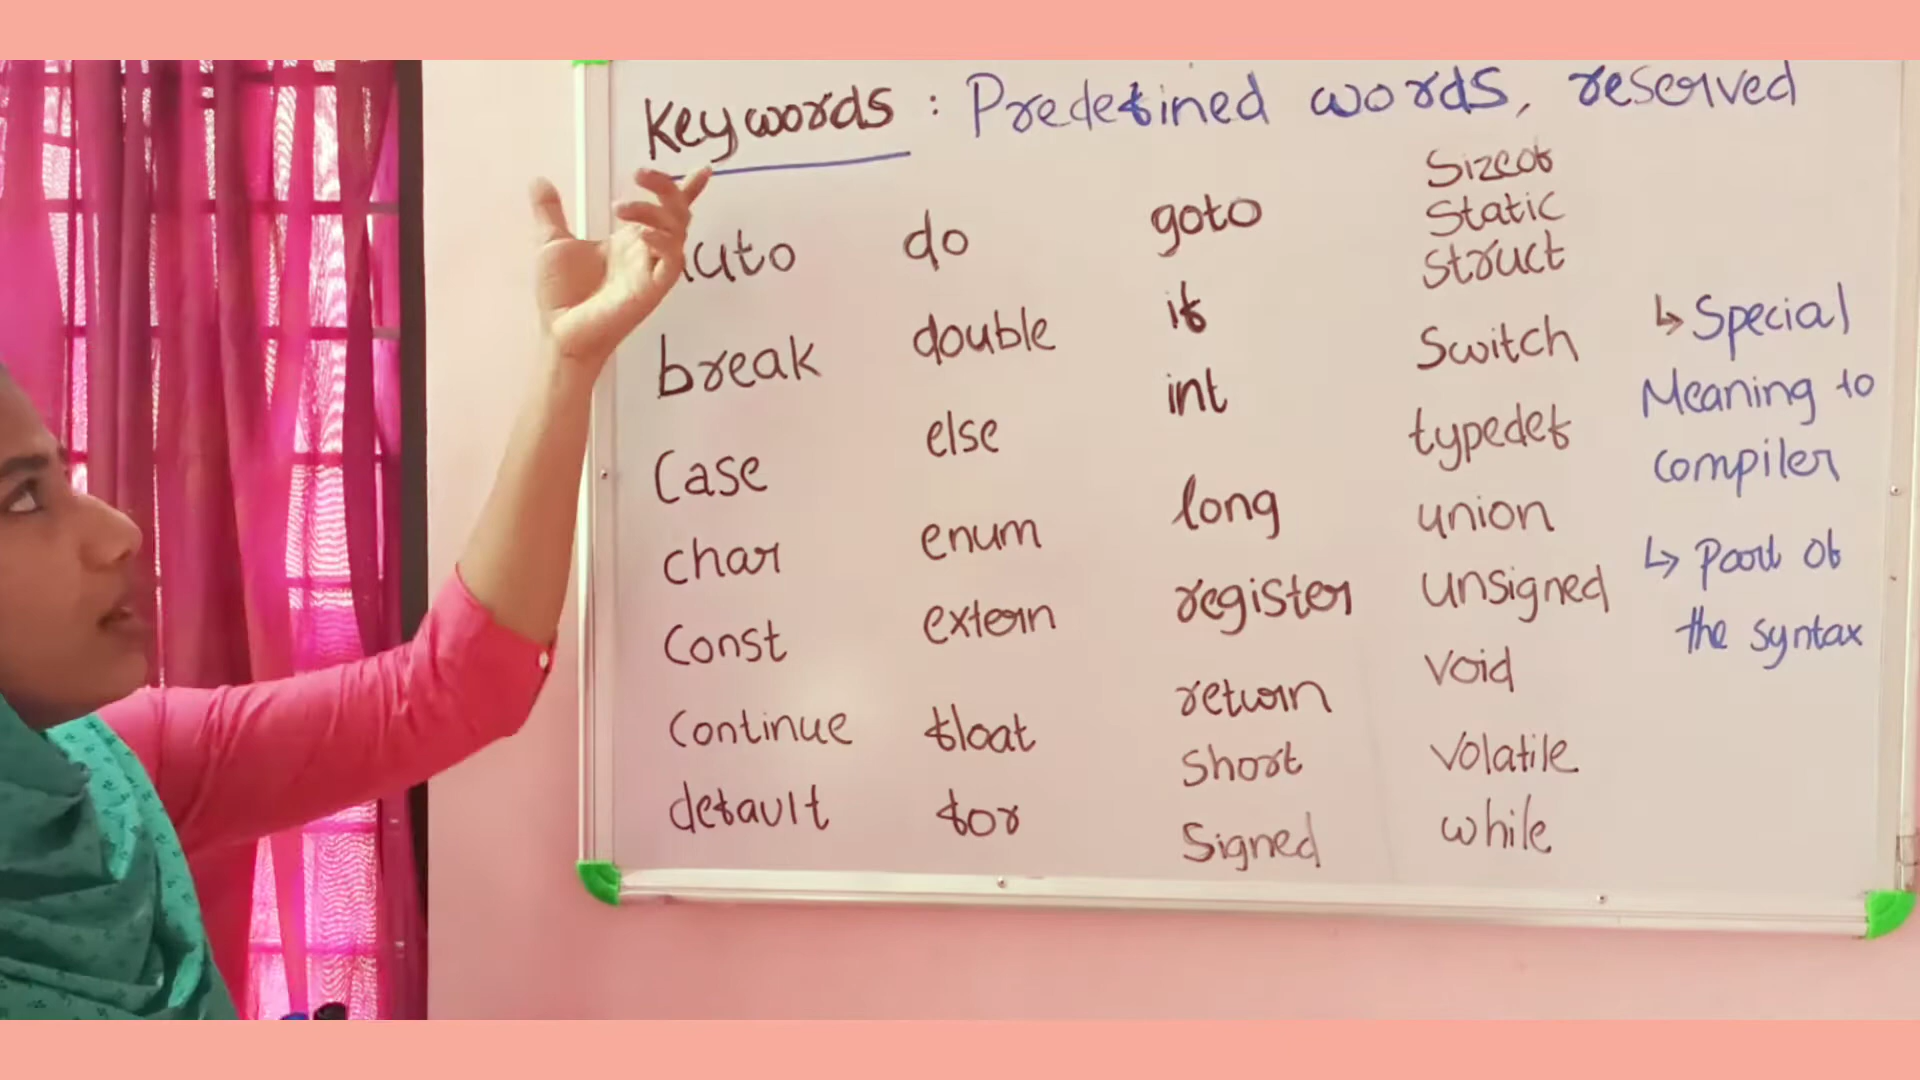 Keywords : Predefined words, reserved
auto
break
Case
char
Const
Continue
default
do
double
else
enum
extern
float
for
goto
if
int
long
register
return
Short
Signed
Sizeof
Static
Struct
Switch
typedef
union
unsigned
Void
Volatile
while
↳ Special
Meaning to
compiler
↳ Part of
the syntax